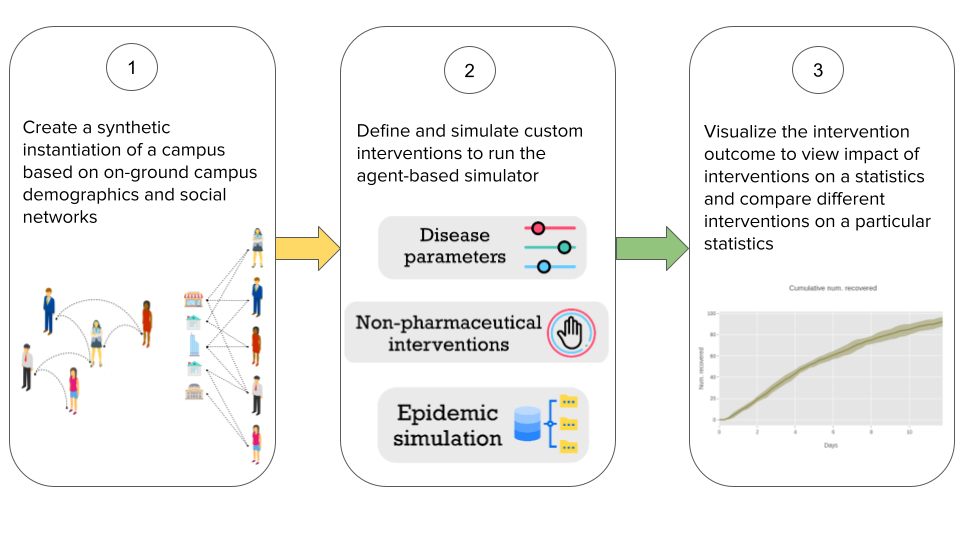 1
Create a synthetic
instantiation of a campus
based on on-ground campus
demographics and social
networks
2
Define and simulate custom
interventions to run the
agent-based simulator
Disease
parameters
Non-pharmaceutical
interventions
Epidemic
simulation
3
Visualize the intervention
outcome to view impact of
interventions on a statistics
and compare different
interventions on a particular
statistics
Cumulative num. recovered
Num. recovered
100
80
60
40
20
0
0 2 4 6 8 10
Days